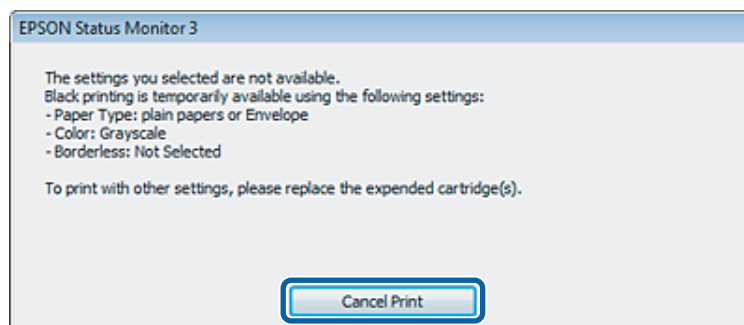 EPSON Status Monitor 3
The settings you selected are not available.
Black printing is temporarily available using the following settings:
- Paper Type: plain papers or Envelope
- Color: Grayscale
- Borderless: Not Selected
To print with other settings, please replace the expended cartridge(s).
Cancel Print